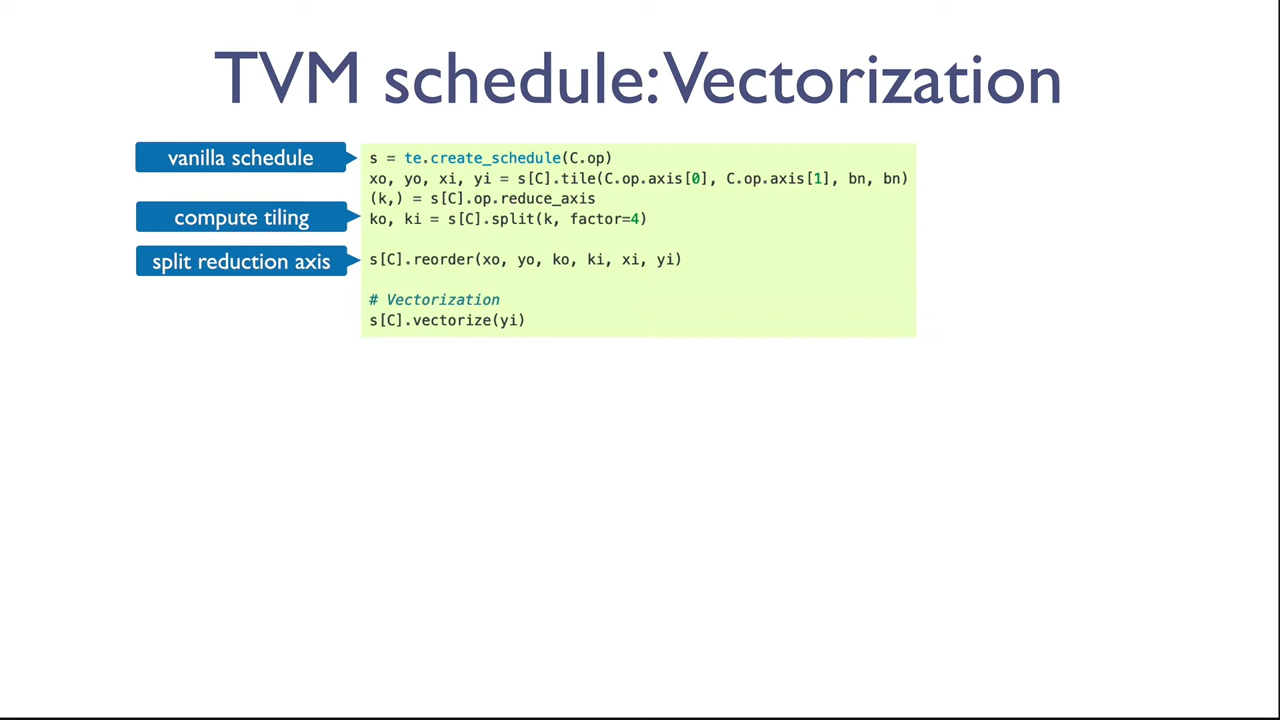 TVM schedule: Vectorization
vanilla schedule
s = te.create_schedule(C.op)
xo, yo, xi, yi = s[C].tile(C.op.axis[0], C.op.axis[1], bn, bn)
(k,) = s[C].op.reduce_axis
compute tiling
ko, ki = s[C].split(k, factor=4)
split reduction axis
s[C].reorder(xo, yo, ko, ki, xi, yi)
# Vectorization
s[C].vectorize(yi)